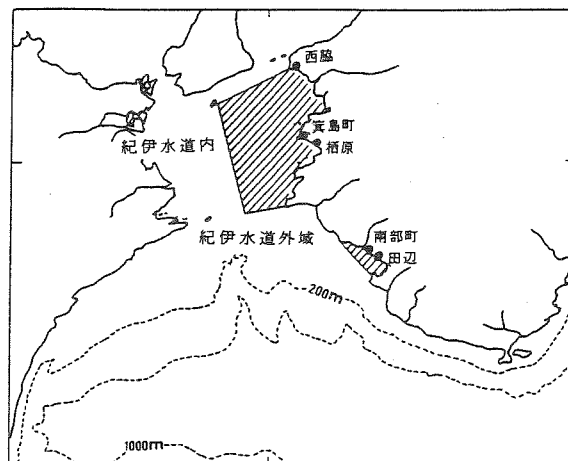 西脇
箕島町
栖原
紀伊水道内
紀伊水道外域
南部町
田辺
200m
1000m